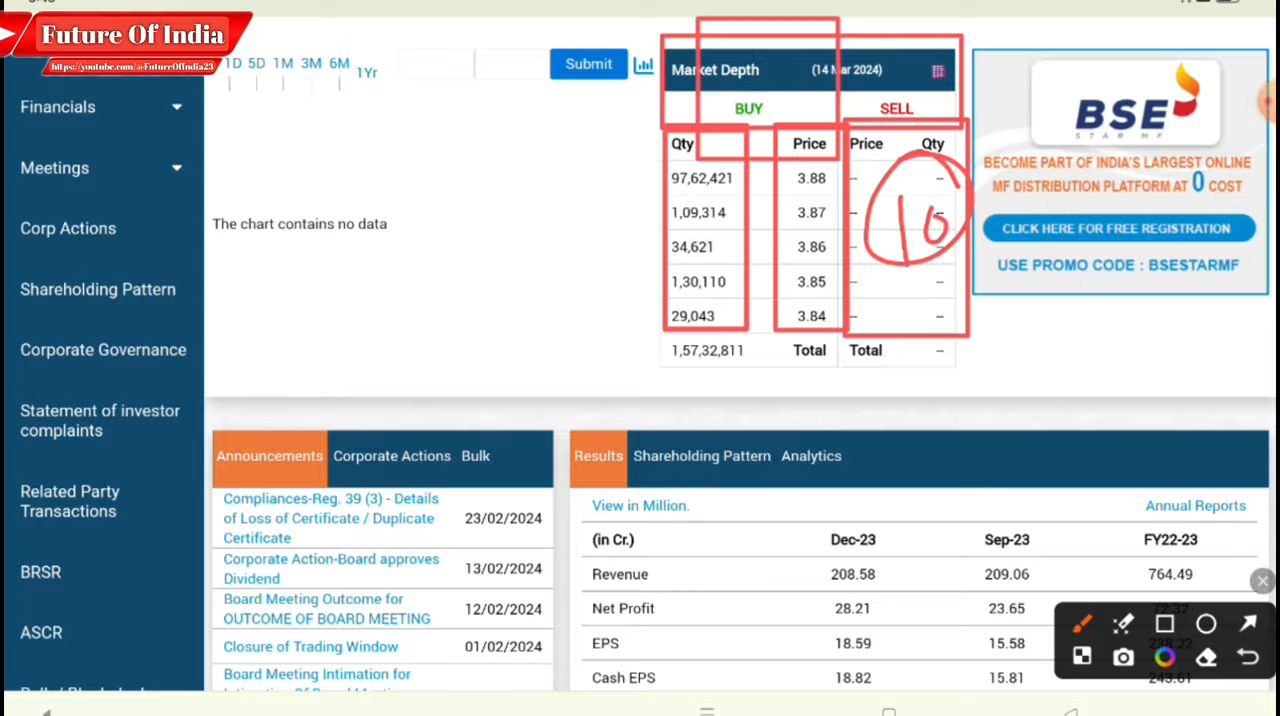 Future Of India
https://youtube.com/@FutureOfIndia23
1D 5D 1M 3M 6M 1Yr
Submit
Financials
Meetings
Corp Actions
Shareholding Pattern
Corporate Governance
Statement of investor
complaints
Related Party
Transactions
BRSR
ASCR
The chart contains no data
Market Depth (14 Mar 2024)
BUY SELL
Qty Price Price Qty
97,62,421 3.88 -- --
1,09,314 3.87 -- --
34,621 3.86 -- --
1,30,110 3.85 -- --
29,043 3.84 -- --
1,57,32,811 Total Total --
10
BSE
STAR MF
BECOME PART OF INDIA'S LARGEST ONLINE
MF DISTRIBUTION PLATFORM AT 0 COST
CLICK HERE FOR FREE REGISTRATION
USE PROMO CODE : BSESTARMF
Announcements Corporate Actions Bulk
Compliances-Reg. 39 (3) - Details
of Loss of Certificate / Duplicate
Certificate
23/02/2024
Corporate Action-Board approves
Dividend
13/02/2024
Board Meeting Outcome for
OUTCOME OF BOARD MEETING
12/02/2024
Closure of Trading Window 01/02/2024
Board Meeting Intimation for
Results Shareholding Pattern Analytics
View in Million. Annual Reports
(in Cr.) Dec-23 Sep-23 FY22-23
Revenue 208.58 209.06 764.49
Net Profit 28.21 23.65
EPS 18.59 15.58
Cash EPS 18.82 15.81